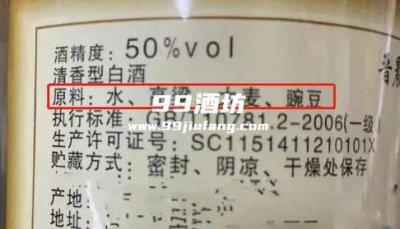 酒精度：50%vol
清香型白酒
原料：水、高粱、大麦、豌豆
99酒坊
www.99jiufang.com
执行标准：GB/T10781.2-2006(一级)
生产许可证号：SC1151411210101X
贮藏方式：密封、阴凉、干燥处保存
产地：
地址：